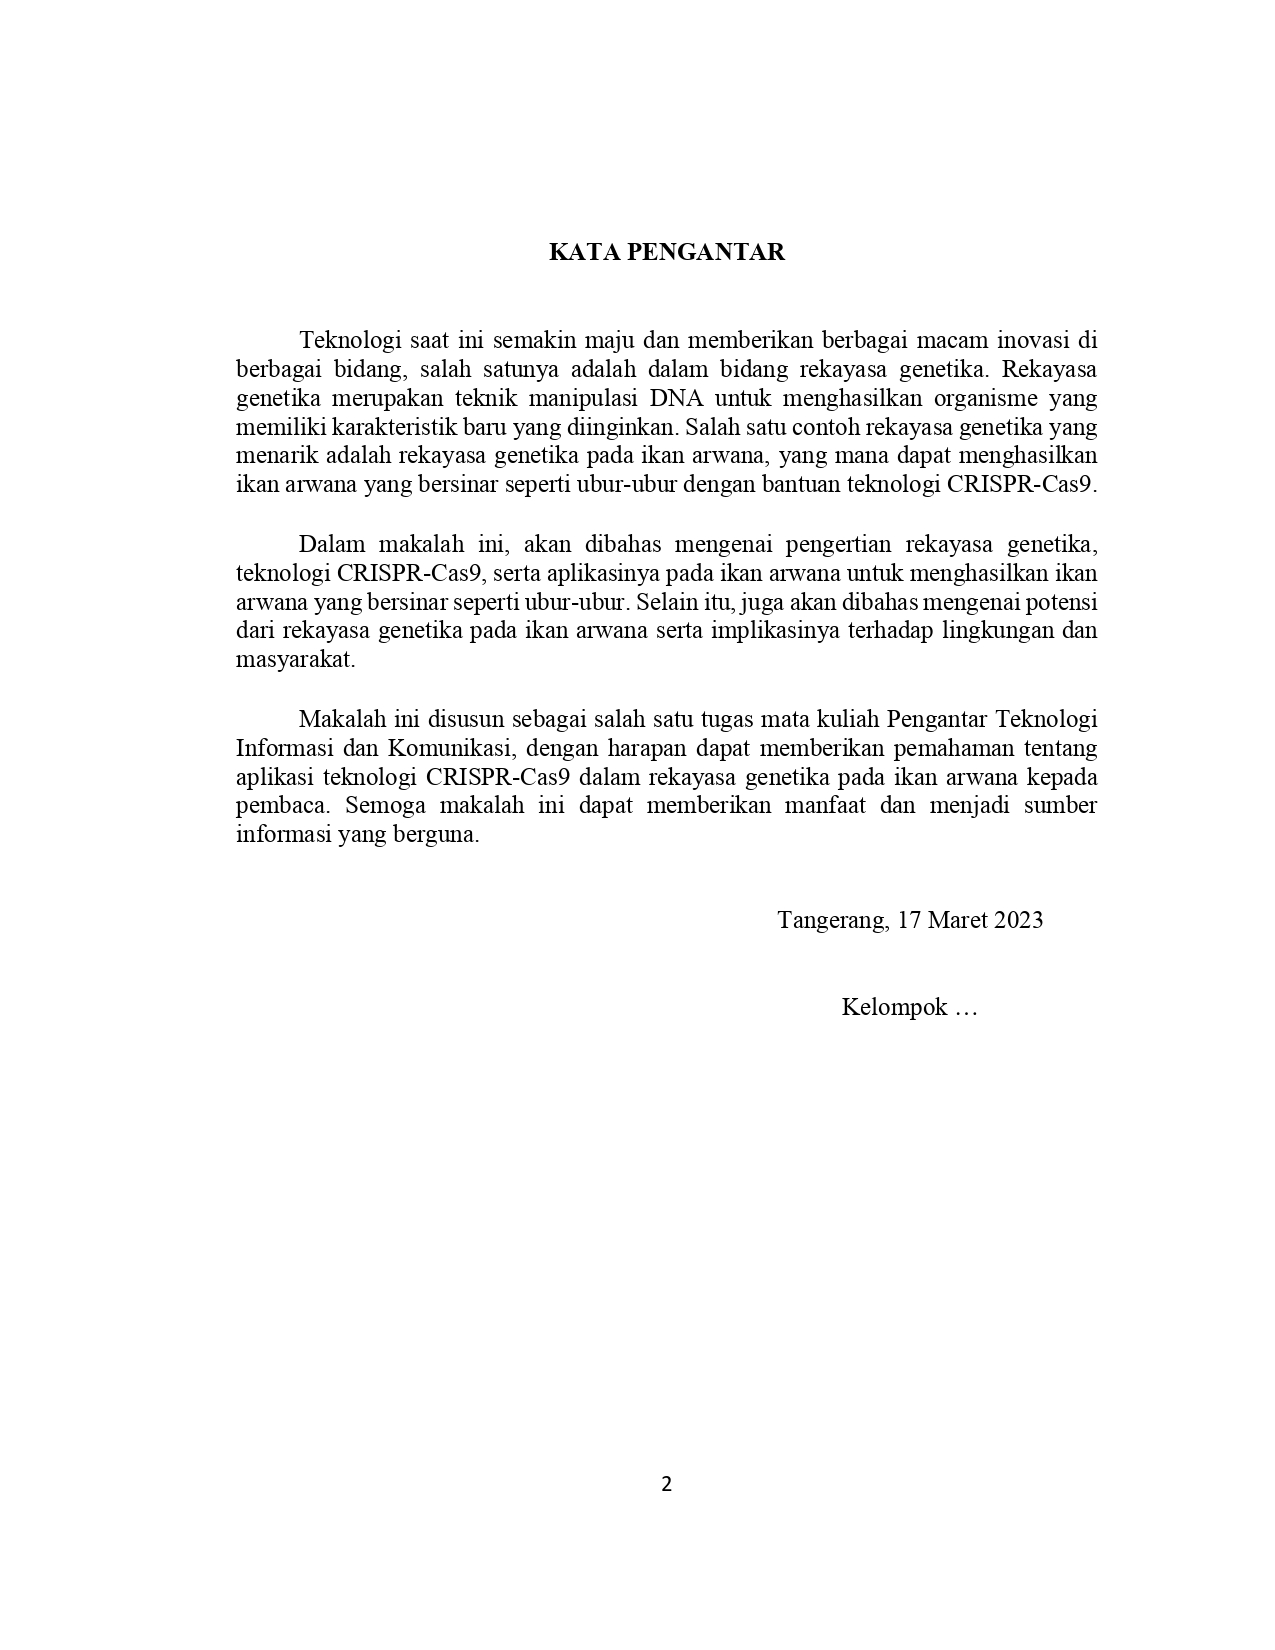 KATA PENGANTAR
Teknologi saat ini semakin maju dan memberikan berbagai macam inovasi di
berbagai bidang, salah satunya adalah dalam bidang rekayasa genetika. Rekayasa
genetika merupakan teknik manipulasi DNA untuk menghasilkan organisme yang
memiliki karakteristik baru yang diinginkan. Salah satu contoh rekayasa genetika yang
menarik adalah rekayasa genetika pada ikan arwana, yang mana dapat menghasilkan
ikan arwana yang bersinar seperti ubur-ubur dengan bantuan teknologi CRISPR-Cas9.
Dalam makalah ini, akan dibahas mengenai pengertian rekayasa genetika,
teknologi CRISPR-Cas9, serta aplikasinya pada ikan arwana untuk menghasilkan ikan
arwana yang bersinar seperti ubur-ubur. Selain itu, juga akan dibahas mengenai potensi
dari rekayasa genetika pada ikan arwana serta implikasinya terhadap lingkungan dan
masyarakat.
Makalah ini disusun sebagai salah satu tugas mata kuliah Pengantar Teknologi
Informasi dan Komunikasi, dengan harapan dapat memberikan pemahaman tentang
aplikasi teknologi CRISPR-Cas9 dalam rekayasa genetika pada ikan arwana kepada
pembaca. Semoga makalah ini dapat memberikan manfaat dan menjadi sumber
informasi yang berguna.
Tangerang, 17 Maret 2023
Kelompok …
2